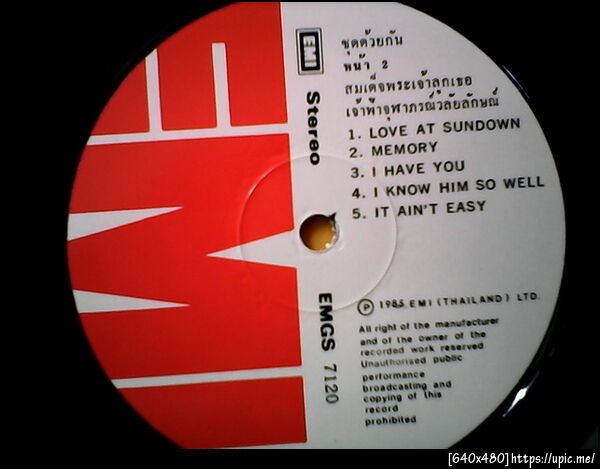 EMI
EMI
Stereo
ชุดด้วยกัน
หน้า 2
สมเด็จพระเจ้าลูกเธอ
เจ้าฟ้าจุฬาภรณ์วลัยลักษณ์
1. LOVE AT SUNDOWN
2. MEMORY
3. I HAVE YOU
4. I KNOW HIM SO WELL
5. IT AIN'T EASY
EMGS 7120
Ⓟ 1985 EMI (THAILAND) LTD.
All right of the manufacturer
and of the owner of the
recorded work reserved
Unauthorised public
performance
broadcasting and
copying of this
record
prohibited
[640x480]https://upic.me/